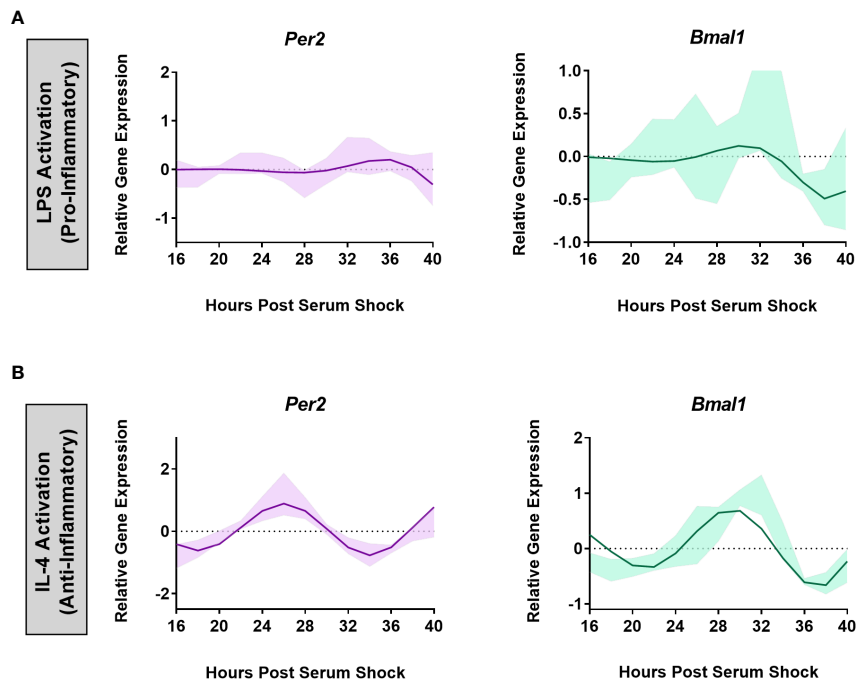 A
LPS Activation
(Pro-Inflammatory)
Per2
Relative Gene Expression
2
1
0
-1
16 20 24 28 32 36 40
Hours Post Serum Shock
Bmal1
Relative Gene Expression
1.0
0.5
0.0
-0.5
-1.0
16 20 24 28 32 36 40
Hours Post Serum Shock
B
IL-4 Activation
(Anti-Inflammatory)
Per2
Relative Gene Expression
2
0
-2
16 20 24 28 32 36 40
Hours Post Serum Shock
Bmal1
Relative Gene Expression
2
1
0
-1
16 20 24 28 32 36 40
Hours Post Serum Shock